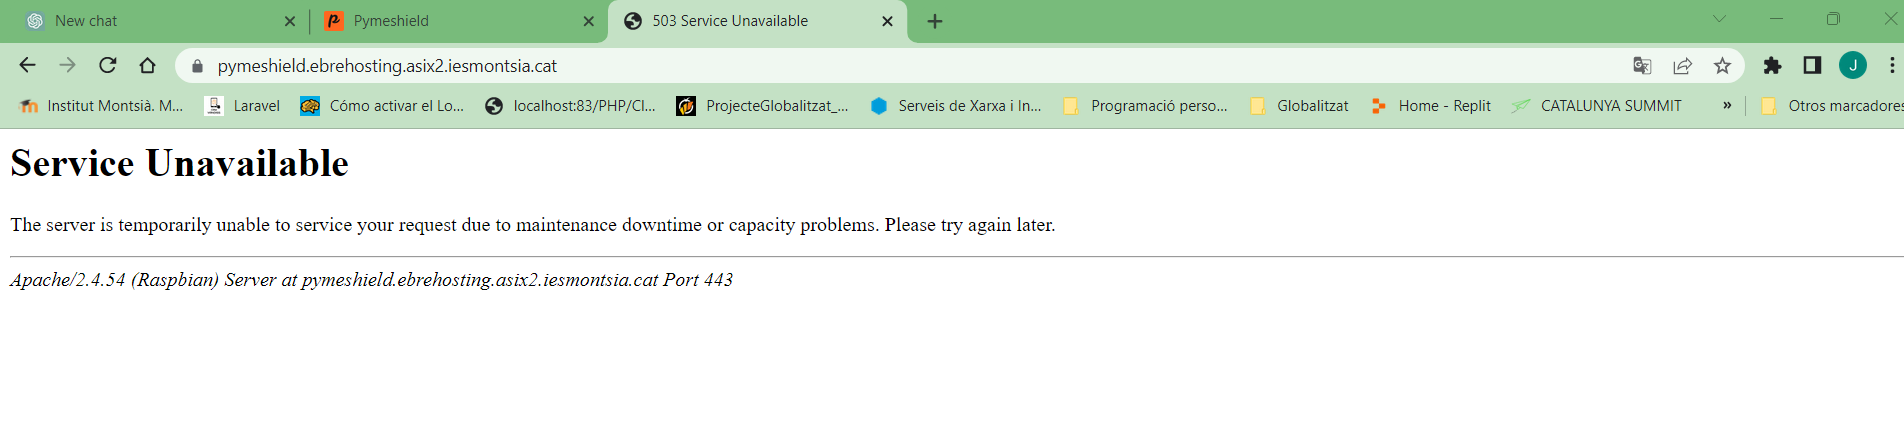 New chat
Pymeshield
503 Service Unavailable
pymeshield.ebrehosting.asix2.iesmontsia.cat
J
Institut Montsià. M...
Laravel
Cómo activar el Lo...
localhost:83/PHP/CI...
ProjecteGlobalitzat_...
Serveis de Xarxa i In...
Programació perso...
Globalitzat
Home - Replit
CATALUNYA SUMMIT
»
Otros marcadores
Service Unavailable
The server is temporarily unable to service your request due to maintenance downtime or capacity problems. Please try again later.
Apache/2.4.54 (Raspbian) Server at pymeshield.ebrehosting.asix2.iesmontsia.cat Port 443